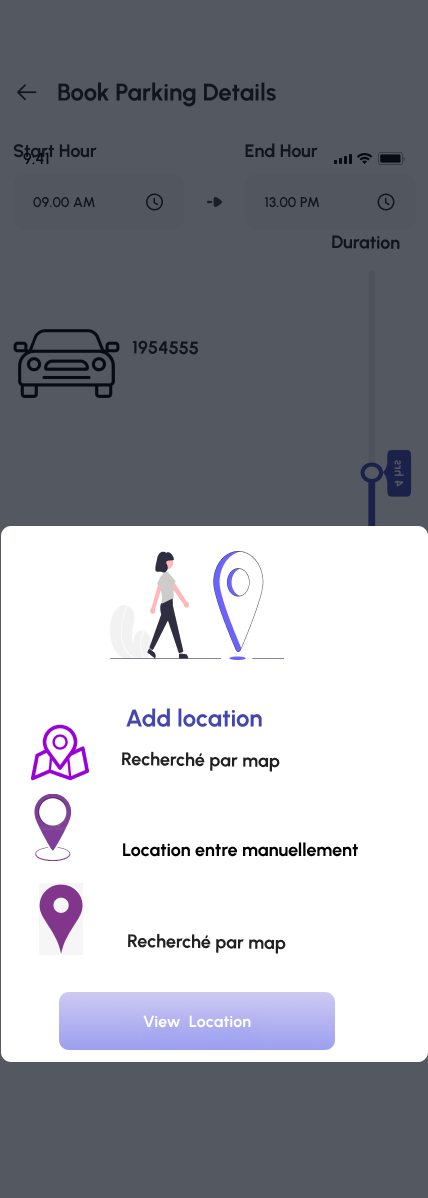 Book Parking Details
Start Hour
9:41
End Hour
09.00 AM
13.00 PM
Duration
1954555
4 hrs
Add location
Recherché par map
Location entre manuellement
Recherché par map
View Location